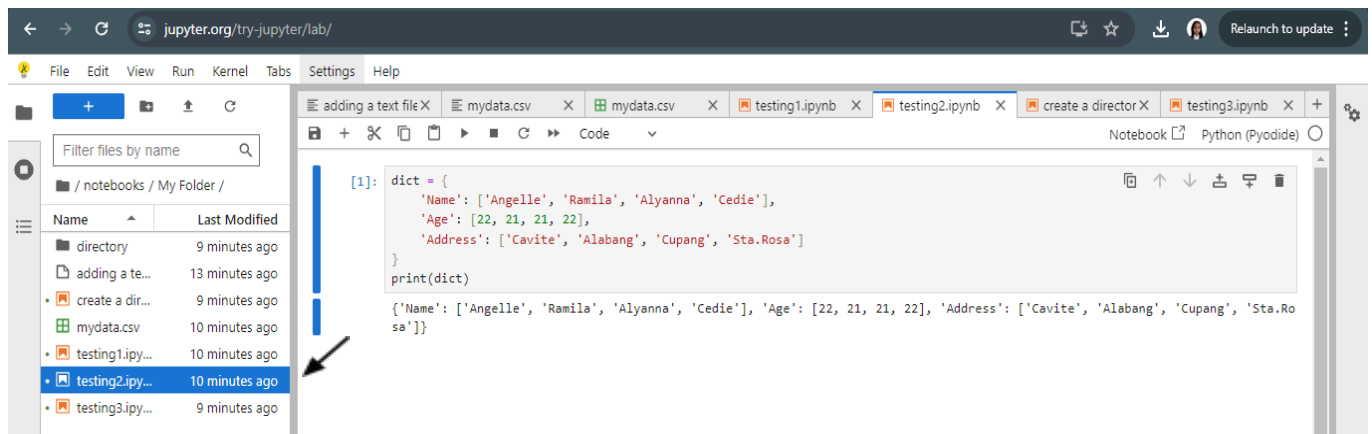 jupyter.org/try-jupyter/lab/
Relaunch to update
File Edit View Run Kernel Tabs Settings Help
adding a text file mydata.csv mydata.csv testing1.ipynb testing2.ipynb create a director testing3.ipynb
Code
Notebook Python (Pyodide)
Filter files by name
/ notebooks / My Folder /
Name Last Modified
directory 9 minutes ago
adding a te... 13 minutes ago
create a dir... 9 minutes ago
mydata.csv 10 minutes ago
testing1.ipy... 10 minutes ago
testing2.ipy... 10 minutes ago
testing3.ipy... 9 minutes ago
[1]: dict = {
'Name': ['Angelle', 'Ramila', 'Alyanna', 'Cedie'],
'Age': [22, 21, 21, 22],
'Address': ['Cavite', 'Alabang', 'Cupang', 'Sta.Rosa']
}
print(dict)
{'Name': ['Angelle', 'Ramila', 'Alyanna', 'Cedie'], 'Age': [22, 21, 21, 22], 'Address': ['Cavite', 'Alabang', 'Cupang', 'Sta.Ro
sa']}